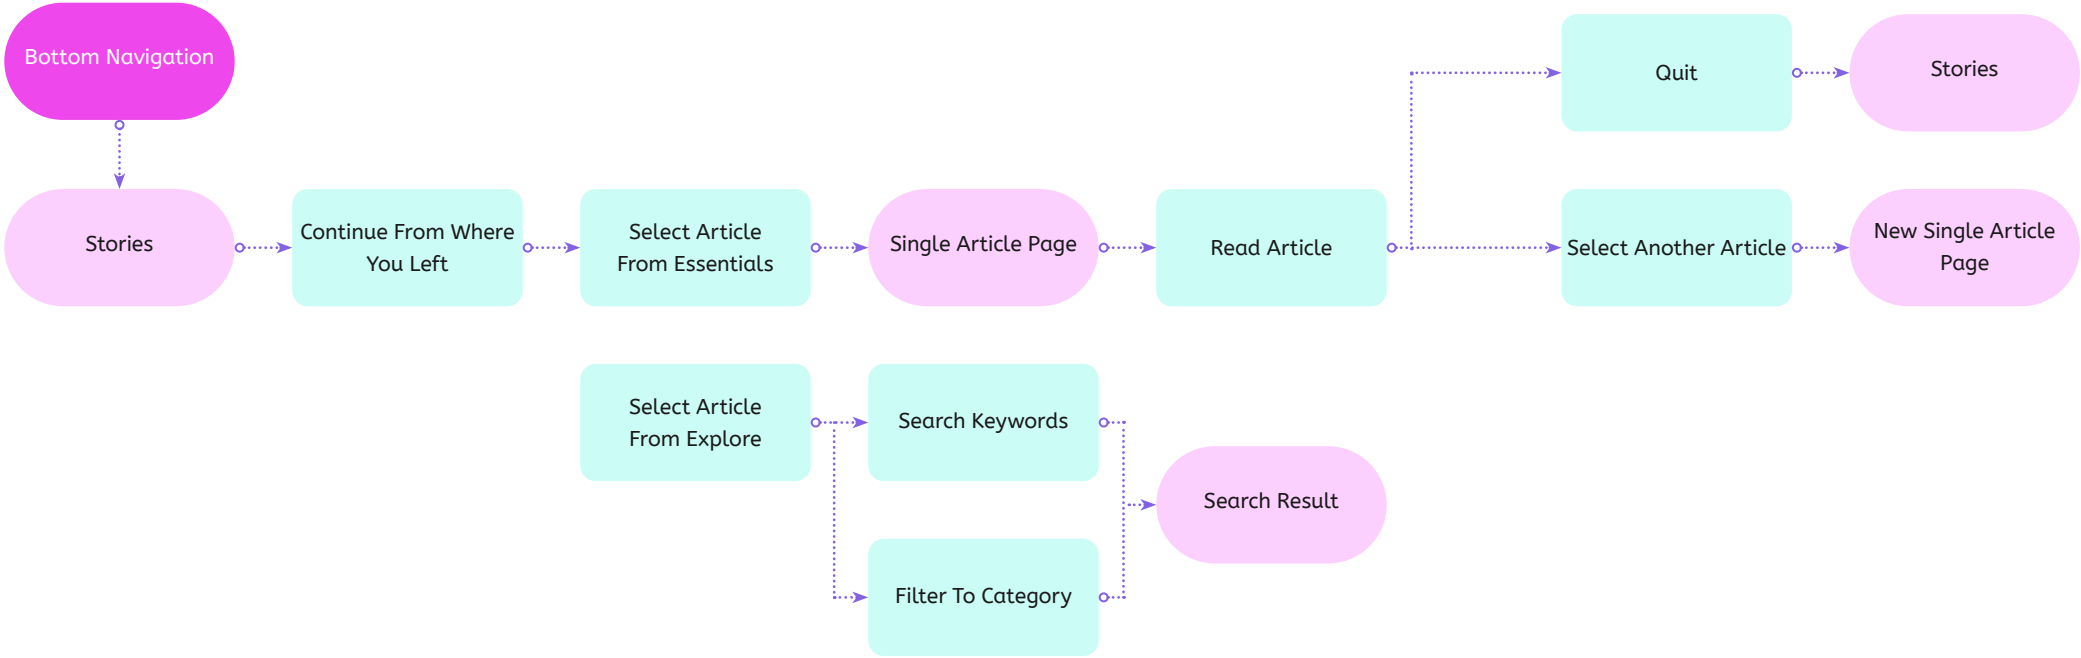 Bottom Navigation
Quit
Stories
Stories
Continue From Where
You Left
Select Article
From Essentials
Single Article Page
Read Article
Select Another Article
New Single Article
Page
Select Article
From Explore
Search Keywords
Search Result
Filter To Category